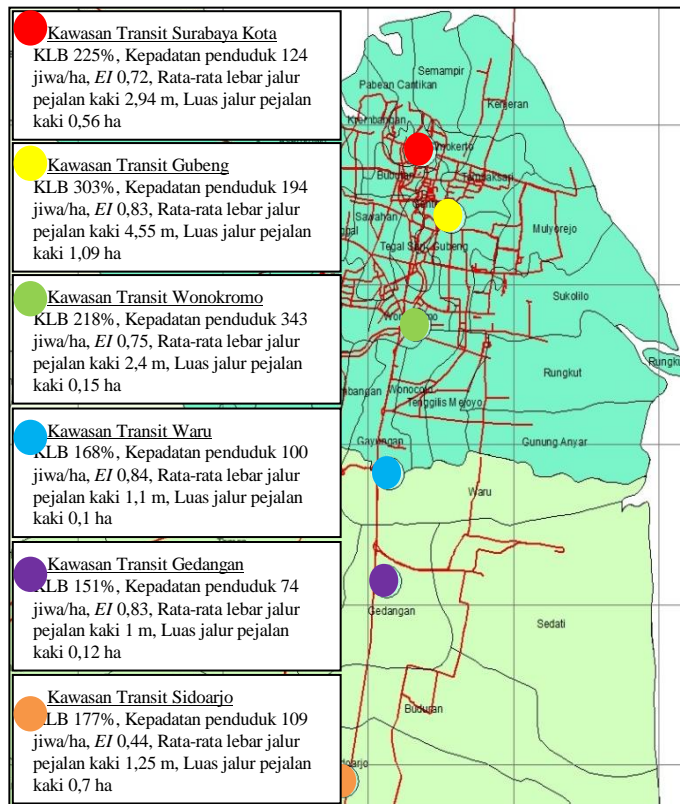 Kawasan Transit Surabaya Kota
KLB 225%, Kepadatan penduduk 124
jiwa/ha, EI 0,72, Rata-rata lebar jalur
pejalan kaki 2,94 m, Luas jalur pejalan
kaki 0,56 ha
Kawasan Transit Gubeng
KLB 303%, Kepadatan penduduk 194
jiwa/ha, EI 0,83, Rata-rata lebar jalur
pejalan kaki 4,55 m, Luas jalur pejalan
kaki 1,09 ha
Kawasan Transit Wonokromo
KLB 218%, Kepadatan penduduk 343
jiwa/ha, EI 0,75, Rata-rata lebar jalur
pejalan kaki 2,4 m, Luas jalur pejalan
kaki 0,15 ha
Kawasan Transit Waru
KLB 168%, Kepadatan penduduk 100
jiwa/ha, EI 0,84, Rata-rata lebar jalur
pejalan kaki 1,1 m, Luas jalur pejalan
kaki 0,1 ha
Kawasan Transit Gedangan
KLB 151%, Kepadatan penduduk 74
jiwa/ha, EI 0,83, Rata-rata lebar jalur
pejalan kaki 1 m, Luas jalur pejalan
kaki 0,12 ha
Kawasan Transit Sidoarjo
KLB 177%, Kepadatan penduduk 109
jiwa/ha, EI 0,44, Rata-rata lebar jalur
pejalan kaki 1,25 m, Luas jalur pejalan
kaki 0,7 ha
Semampir
Pabean Cantikan
Kenjeran
Krembangan
Tambaksari
Sawahan
Mulyorejo
Tegal Gubeng
Sukolilo
Rungkut
Wonocolo
Tenggilis Mejoyo
Gayungan
Gunung Anyar
Waru
Gedangan
Sedati
Buduran